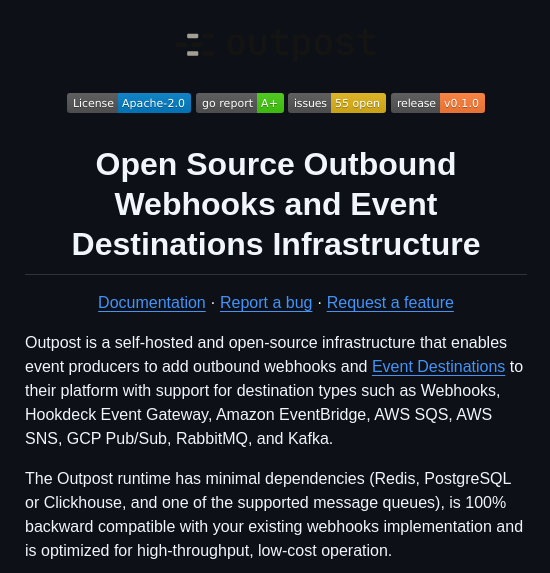 outpost
License Apache-2.0 go report A+ issues 55 open release v0.1.0
Open Source Outbound
Webhooks and Event
Destinations Infrastructure
Documentation · Report a bug · Request a feature
Outpost is a self-hosted and open-source infrastructure that enables
event producers to add outbound webhooks and Event Destinations to
their platform with support for destination types such as Webhooks,
Hookdeck Event Gateway, Amazon EventBridge, AWS SQS, AWS
SNS, GCP Pub/Sub, RabbitMQ, and Kafka.
The Outpost runtime has minimal dependencies (Redis, PostgreSQL
or Clickhouse, and one of the supported message queues), is 100%
backward compatible with your existing webhooks implementation and
is optimized for high-throughput, low-cost operation.